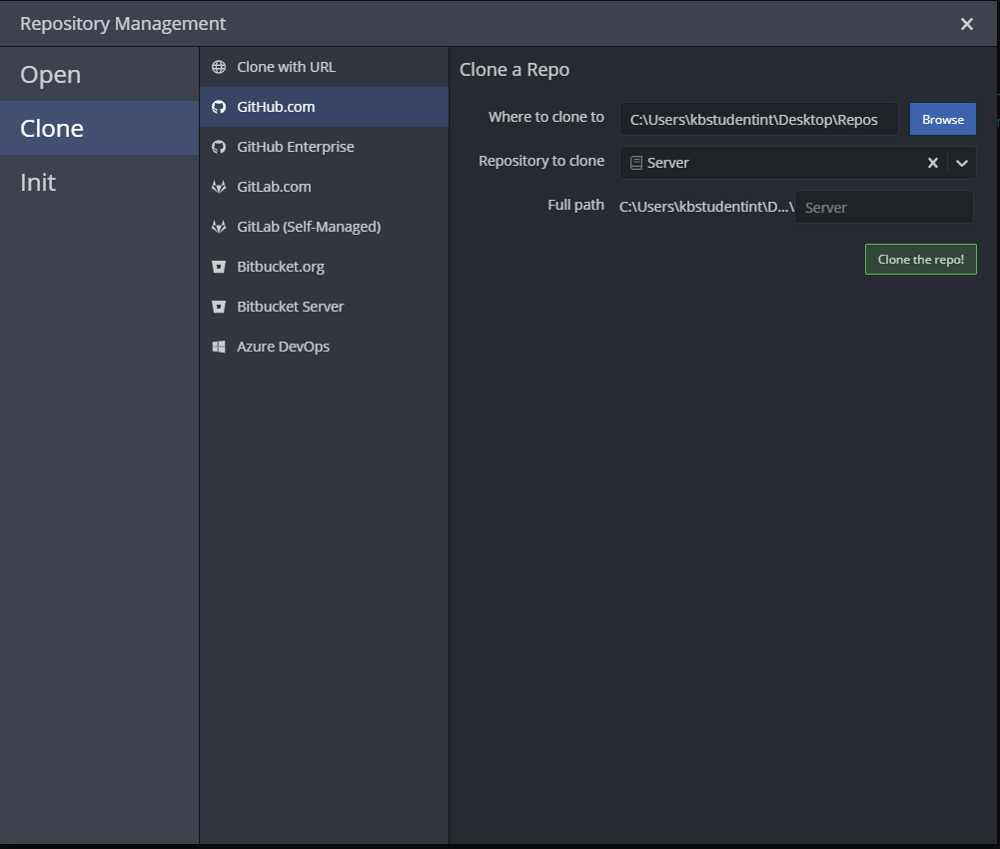 Repository Management
Open
Clone
Init
Clone with URL
GitHub.com
GitHub Enterprise
GitLab.com
GitLab (Self-Managed)
Bitbucket.org
Bitbucket Server
Azure DevOps
Clone a Repo
Where to clone to C:\Users\kbstudentint\Desktop\Repos Browse
Repository to clone Server
Full path C:\Users\kbstudentint\D...\ Server
Clone the repo!